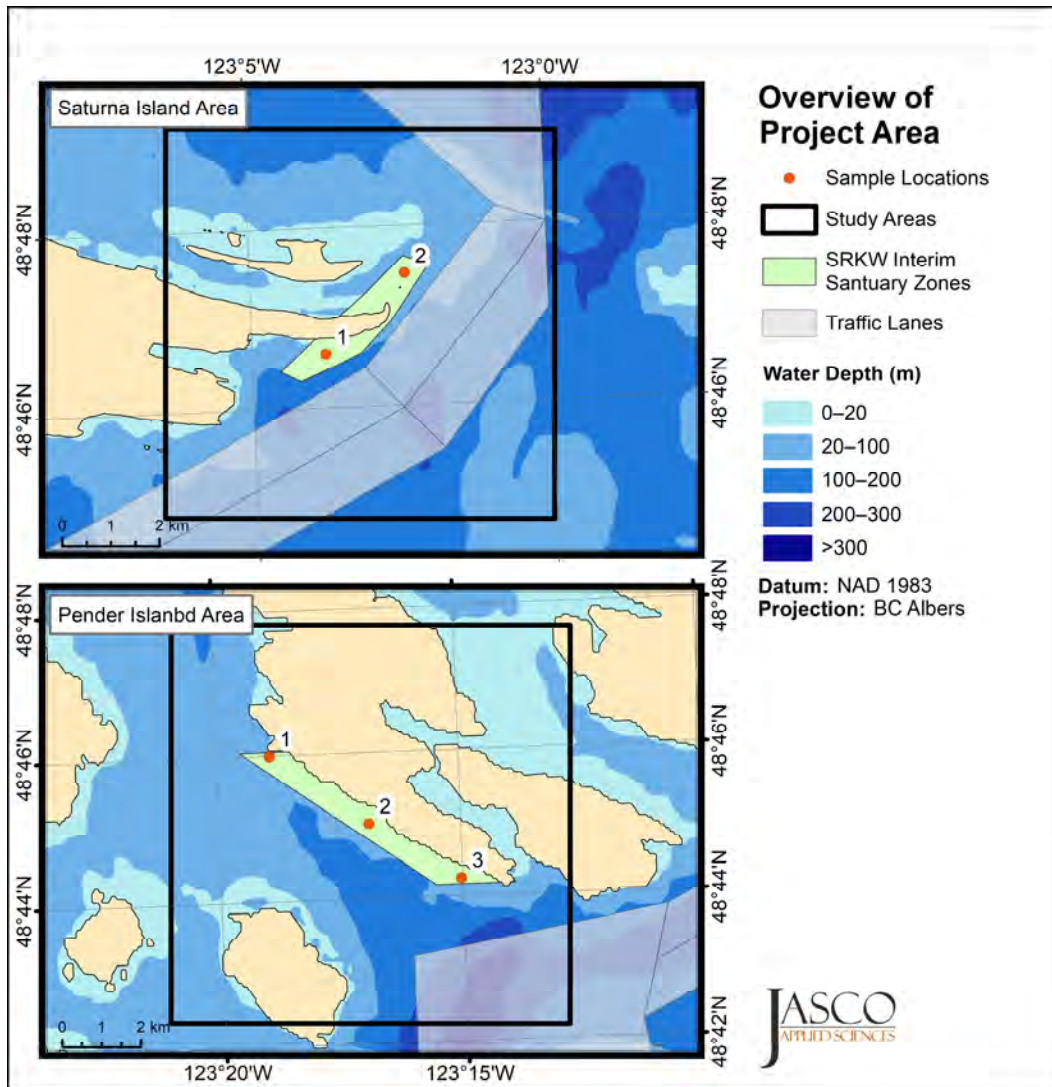 123°5'W
123°0'W
Saturna Island Area
48°48'N
48°48'N
2
1
48°46'N
48°46'N
0 1 2 km
Pender Islanbd Area
48°48'N
48°48'N
1
48°46'N
48°46'N
2
3
48°44'N
48°44'N
48°42'N
0 1 2 km
123°20'W
123°15'W
Overview of
Project Area
Sample Locations
Study Areas
SRKW Interim
Santuary Zones
Traffic Lanes
Water Depth (m)
0–20
20–100
100–200
200–300
>300
Datum: NAD 1983
Projection: BC Albers
JASCO
APPLIED SCIENCES